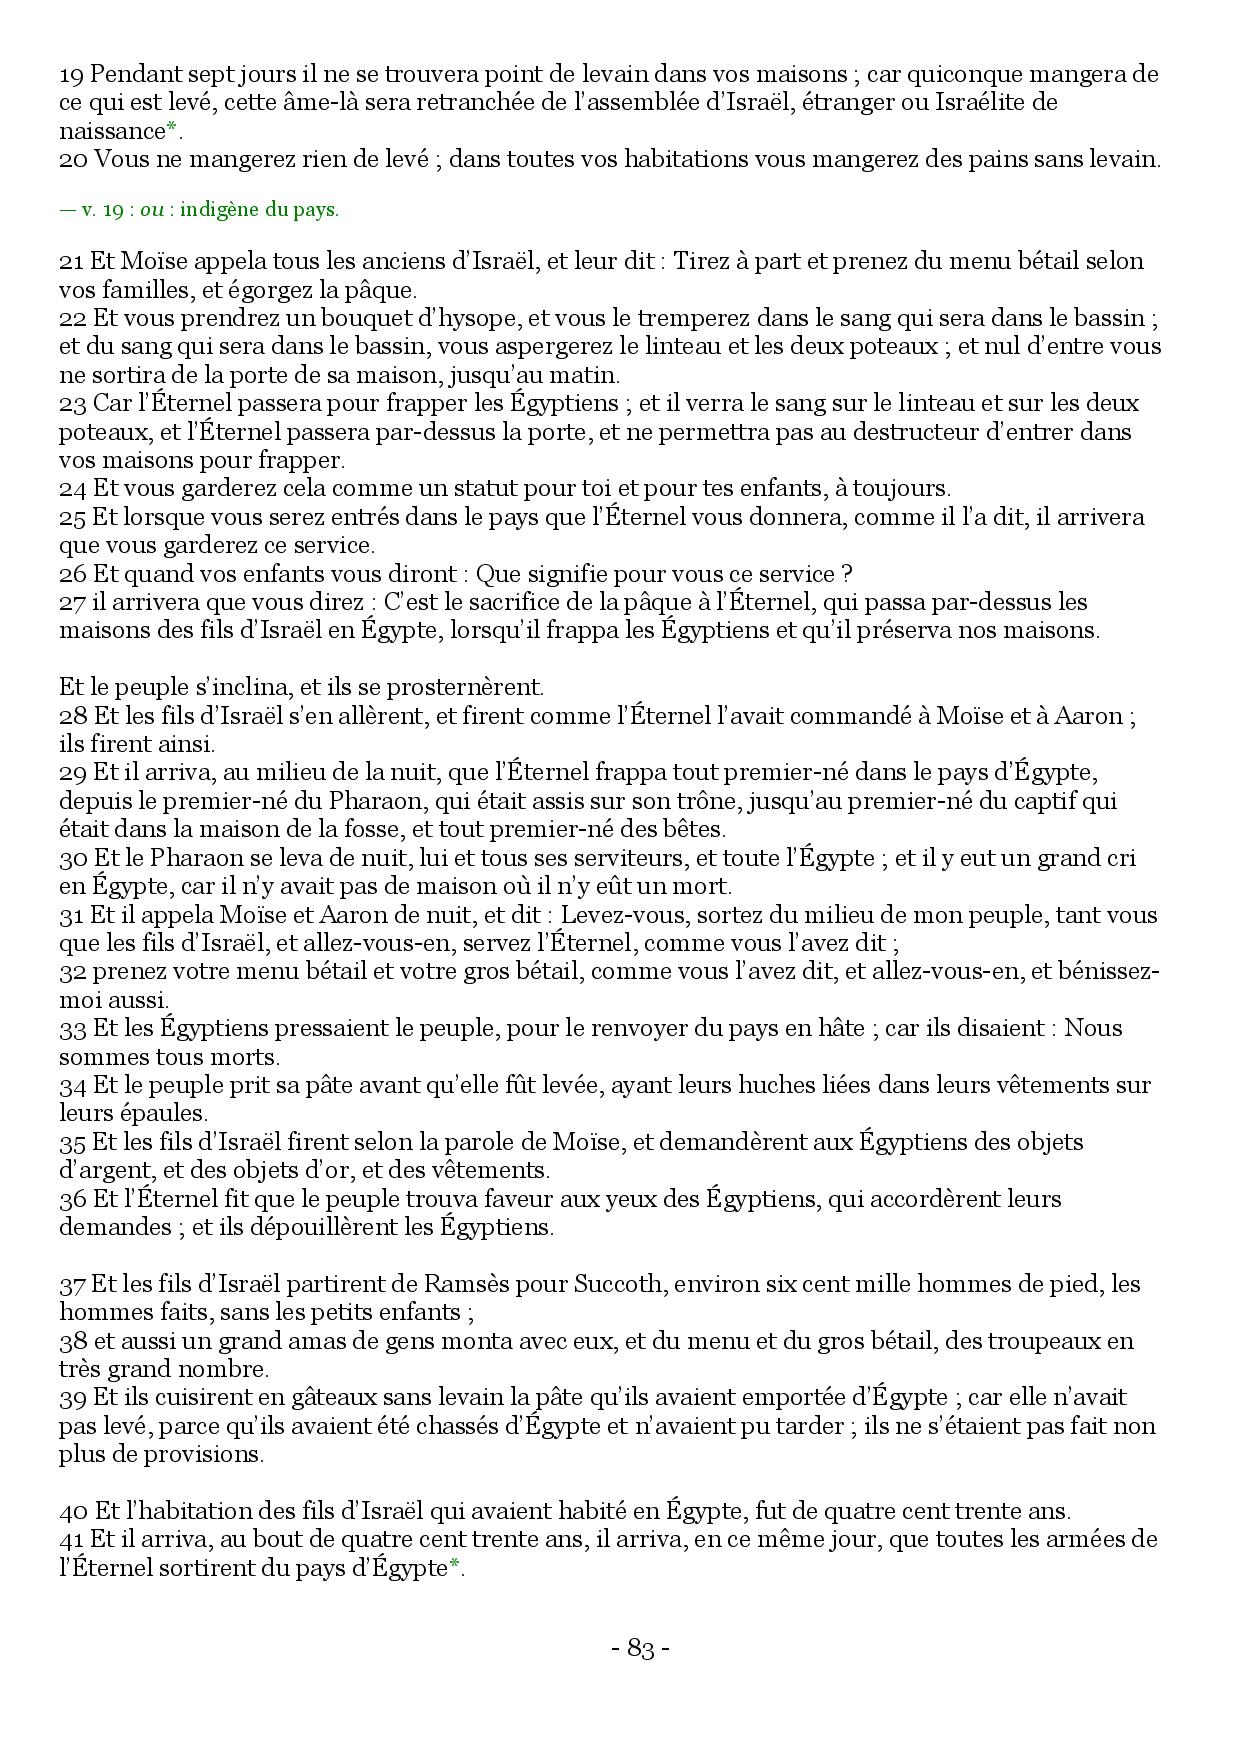 19 Pendant sept jours il ne se trouvera point de levain dans vos maisons ; car quiconque mangera de
ce qui est levé, cette âme-là sera retranchée de l’assemblée d’Israël, étranger ou Israélite de
naissance*.
20 Vous ne mangerez rien de levé ; dans toutes vos habitations vous mangerez des pains sans levain.
— v. 19 : ou : indigène du pays.
21 Et Moïse appela tous les anciens d’Israël, et leur dit : Tirez à part et prenez du menu bétail selon
vos familles, et égorgez la pâque.
22 Et vous prendrez un bouquet d’hysope, et vous le tremperez dans le sang qui sera dans le bassin ;
et du sang qui sera dans le bassin, vous aspergerez le linteau et les deux poteaux ; et nul d’entre vous
ne sortira de la porte de sa maison, jusqu’au matin.
23 Car l’Éternel passera pour frapper les Égyptiens ; et il verra le sang sur le linteau et sur les deux
poteaux, et l’Éternel passera par-dessus la porte, et ne permettra pas au destructeur d’entrer dans
vos maisons pour frapper.
24 Et vous garderez cela comme un statut pour toi et pour tes enfants, à toujours.
25 Et lorsque vous serez entrés dans le pays que l’Éternel vous donnera, comme il l’a dit, il arrivera
que vous garderez ce service.
26 Et quand vos enfants vous diront : Que signifie pour vous ce service ?
27 il arrivera que vous direz : C’est le sacrifice de la pâque à l’Éternel, qui passa par-dessus les
maisons des fils d’Israël en Égypte, lorsqu’il frappa les Égyptiens et qu’il préserva nos maisons.
Et le peuple s’inclina, et ils se prosternèrent.
28 Et les fils d’Israël s’en allèrent, et firent comme l’Éternel l’avait commandé à Moïse et à Aaron ;
ils firent ainsi.
29 Et il arriva, au milieu de la nuit, que l’Éternel frappa tout premier-né dans le pays d’Égypte,
depuis le premier-né du Pharaon, qui était assis sur son trône, jusqu’au premier-né du captif qui
était dans la maison de la fosse, et tout premier-né des bêtes.
30 Et le Pharaon se leva de nuit, lui et tous ses serviteurs, et toute l’Égypte ; et il y eut un grand cri
en Égypte, car il n’y avait pas de maison où il n’y eût un mort.
31 Et il appela Moïse et Aaron de nuit, et dit : Levez-vous, sortez du milieu de mon peuple, tant vous
que les fils d’Israël, et allez-vous-en, servez l’Éternel, comme vous l’avez dit ;
32 prenez votre menu bétail et votre gros bétail, comme vous l’avez dit, et allez-vous-en, et bénissez-
moi aussi.
33 Et les Égyptiens pressaient le peuple, pour le renvoyer du pays en hâte ; car ils disaient : Nous
sommes tous morts.
34 Et le peuple prit sa pâte avant qu’elle fût levée, ayant leurs huches liées dans leurs vêtements sur
leurs épaules.
35 Et les fils d’Israël firent selon la parole de Moïse, et demandèrent aux Égyptiens des objets
d’argent, et des objets d’or, et des vêtements.
36 Et l’Éternel fit que le peuple trouva faveur aux yeux des Égyptiens, qui accordèrent leurs
demandes ; et ils dépouillèrent les Égyptiens.
37 Et les fils d’Israël partirent de Ramsès pour Succoth, environ six cent mille hommes de pied, les
hommes faits, sans les petits enfants ;
38 et aussi un grand amas de gens monta avec eux, et du menu et du gros bétail, des troupeaux en
très grand nombre.
39 Et ils cuisirent en gâteaux sans levain la pâte qu’ils avaient emportée d’Égypte ; car elle n’avait
pas levé, parce qu’ils avaient été chassés d’Égypte et n’avaient pu tarder ; ils ne s’étaient pas fait non
plus de provisions.
40 Et l’habitation des fils d’Israël qui avaient habité en Égypte, fut de quatre cent trente ans.
41 Et il arriva, au bout de quatre cent trente ans, il arriva, en ce même jour, que toutes les armées de
l’Éternel sortirent du pays d’Égypte*.
- 83 -